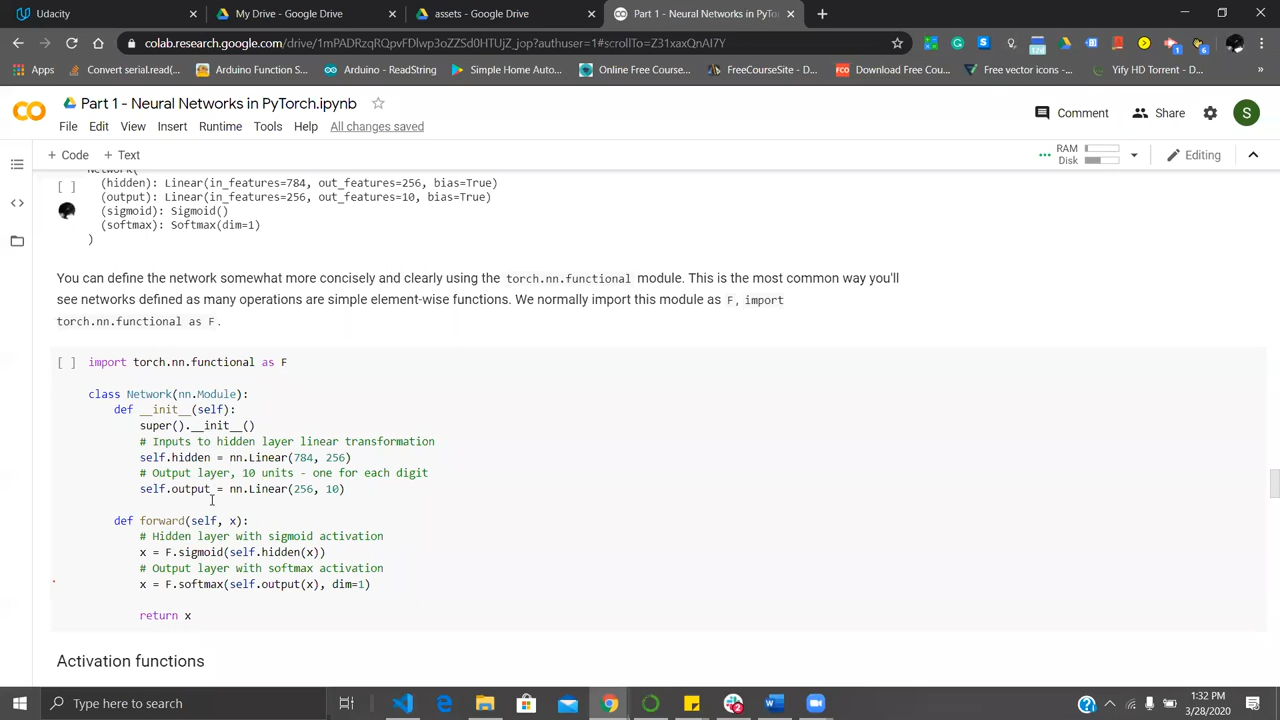 Udacity
My Drive - Google Drive
assets - Google Drive
Part 1 - Neural Networks in PyTor
colab.research.google.com/drive/1mPADRzqRQpvFDlwp3oZZSd0HTUjZ_jop?authuser=1#scrollTo=Z31xaxQnAI7Y
Apps
Convert serial.read(...
Arduino Function S...
Arduino - ReadString
Simple Home Auto...
Online Free Course...
FreeCourseSite - D...
Download Free Cou...
Free vector icons -...
Yify HD Torrent - D...
Part 1 - Neural Networks in PyTorch.ipynb
Comment
Share
S
File Edit View Insert Runtime Tools Help All changes saved
+ Code + Text
RAM
Disk
Editing
Network(
[ ] (hidden): Linear(in_features=784, out_features=256, bias=True)
(output): Linear(in_features=256, out_features=10, bias=True)
(sigmoid): Sigmoid()
(softmax): Softmax(dim=1)
)
You can define the network somewhat more concisely and clearly using the torch.nn.functional module. This is the most common way you'll
see networks defined as many operations are simple element-wise functions. We normally import this module as F, import
torch.nn.functional as F.
[ ] import torch.nn.functional as F
class Network(nn.Module):
def __init__(self):
super().__init__()
# Inputs to hidden layer linear transformation
self.hidden = nn.Linear(784, 256)
# Output layer, 10 units - one for each digit
self.output = nn.Linear(256, 10)
def forward(self, x):
# Hidden layer with sigmoid activation
x = F.sigmoid(self.hidden(x))
# Output layer with softmax activation
x = F.softmax(self.output(x), dim=1)
return x
Activation functions
Type here to search
1:32 PM
3/28/2020